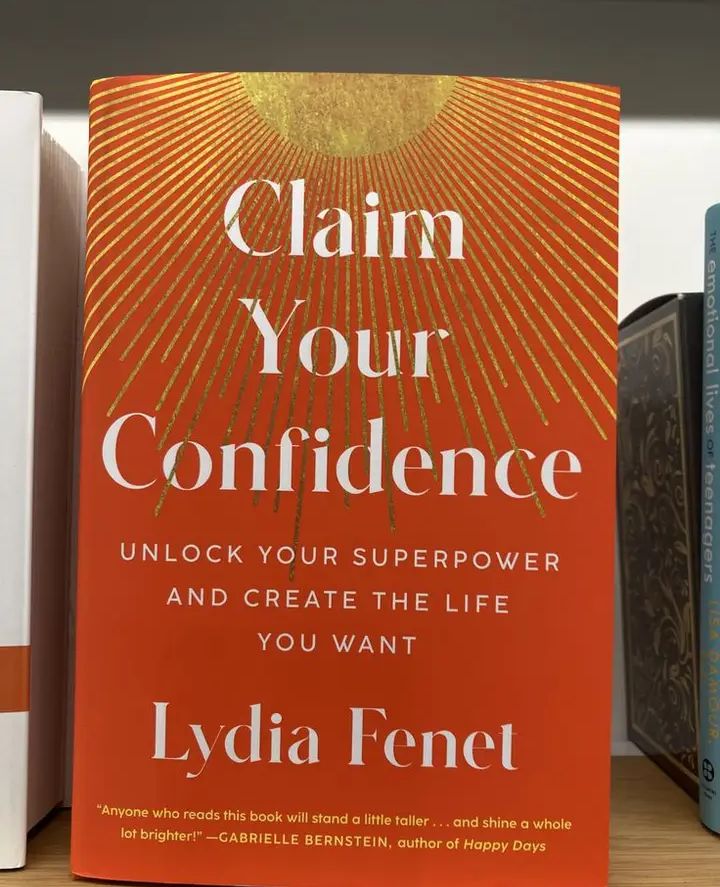 Claim
Your
Confidence
UNLOCK YOUR SUPERPOWER
AND CREATE THE LIFE
YOU WANT
Lydia Fenet
"Anyone who reads this book will stand a little taller . . . and shine a whole
lot brighter!" —GABRIELLE BERNSTEIN, author of Happy Days
THE emotional lives OF teenagers LISA DAMOUR,